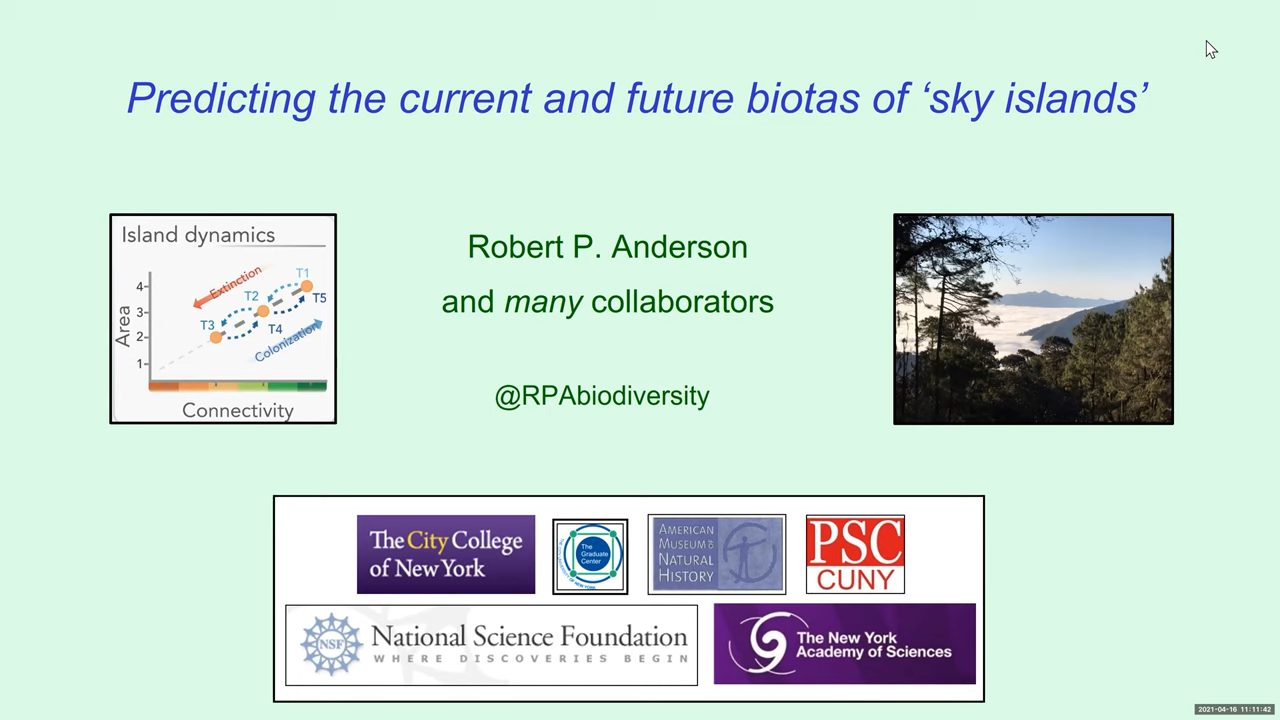 Predicting the current and future biotas of ‘sky islands’
Island dynamics
Area
4
3
2
1
Extinction
T1
T2
T5
T3
T4
Colonization
Connectivity
Robert P. Anderson
and many collaborators
@RPAbiodiversity
The City College
of New York
The
Graduate
Center
AMERICAN
MUSEUM OF
NATURAL
HISTORY
PSC
CUNY
NSF
National Science Foundation
WHERE DISCOVERIES BEGIN
The New York
Academy of Sciences
2021-04-16 11:11:42